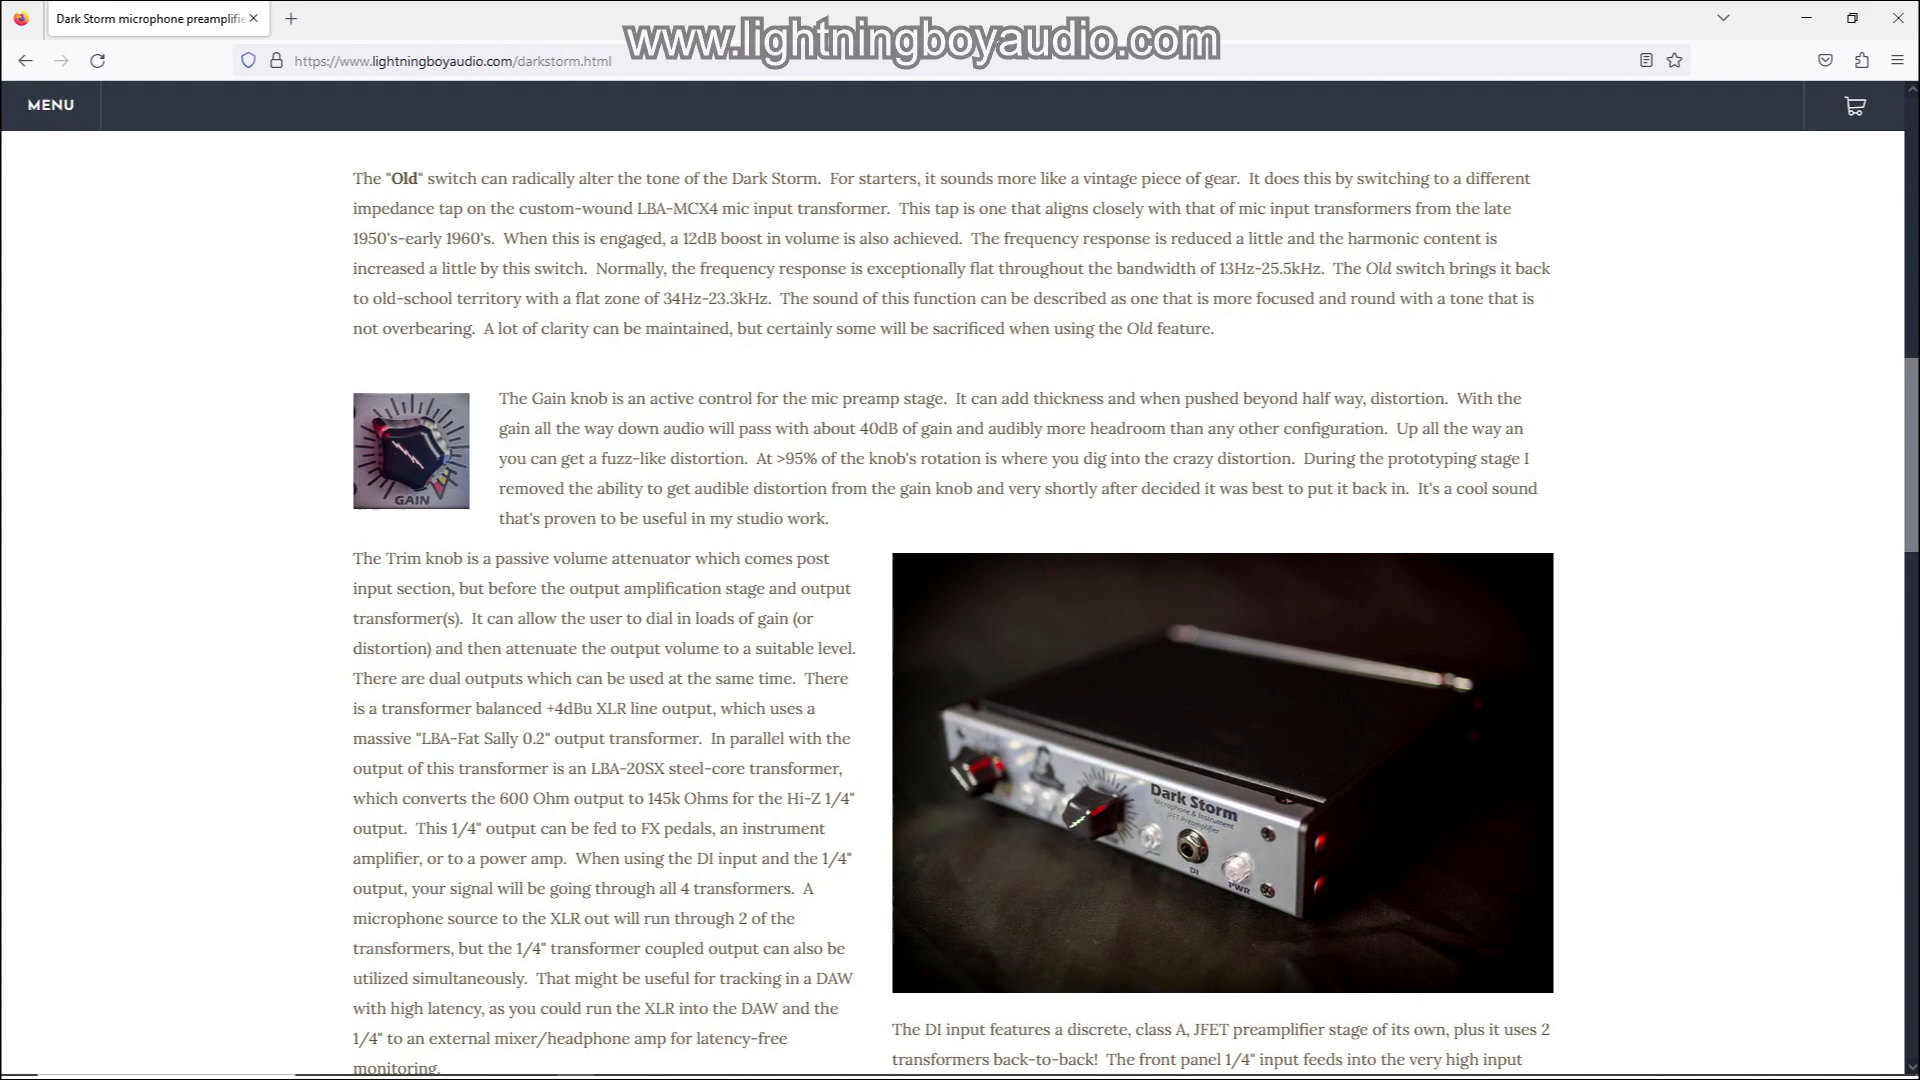 Dark Storm microphone preamplifie
www.lightningboyaudio.com
https://www.lightningboyaudio.com/darkstorm.html
MENU
The "Old" switch can radically alter the tone of the Dark Storm. For starters, it sounds more like a vintage piece of gear. It does this by switching to a different
impedance tap on the custom-wound LBA-MCX4 mic input transformer. This tap is one that aligns closely with that of mic input transformers from the late
1950's-early 1960's. When this is engaged, a 12dB boost in volume is also achieved. The frequency response is reduced a little and the harmonic content is
increased a little by this switch. Normally, the frequency response is exceptionally flat throughout the bandwidth of 13Hz-25.5kHz. The Old switch brings it back
to old-school territory with a flat zone of 34Hz-23.3kHz. The sound of this function can be described as one that is more focused and round with a tone that is
not overbearing. A lot of clarity can be maintained, but certainly some will be sacrificed when using the Old feature.
GAIN
The Gain knob is an active control for the mic preamp stage. It can add thickness and when pushed beyond half way, distortion. With the
gain all the way down audio will pass with about 40dB of gain and audibly more headroom than any other configuration. Up all the way an
you can get a fuzz-like distortion. At >95% of the knob's rotation is where you dig into the crazy distortion. During the prototyping stage I
removed the ability to get audible distortion from the gain knob and very shortly after decided it was best to put it back in. It's a cool sound
that's proven to be useful in my studio work.
The Trim knob is a passive volume attenuator which comes post
input section, but before the output amplification stage and output
transformer(s). It can allow the user to dial in loads of gain (or
distortion) and then attenuate the output volume to a suitable level.
There are dual outputs which can be used at the same time. There
is a transformer balanced +4dBu XLR line output, which uses a
massive "LBA-Fat Sally 0.2" output transformer. In parallel with the
output of this transformer is an LBA-20SX steel-core transformer,
which converts the 600 Ohm output to 145k Ohms for the Hi-Z 1/4"
output. This 1/4" output can be fed to FX pedals, an instrument
amplifier, or to a power amp. When using the DI input and the 1/4"
output, your signal will be going through all 4 transformers. A
microphone source to the XLR out will run through 2 of the
transformers, but the 1/4" transformer coupled output can also be
utilized simultaneously. That might be useful for tracking in a DAW
with high latency, as you could run the XLR into the DAW and the
1/4" to an external mixer/headphone amp for latency-free
monitoring.
Dark Storm
Microphone & Instrument
JFET Preamplifier
DI
PWR
The DI input features a discrete, class A, JFET preamplifier stage of its own, plus it uses 2
transformers back-to-back! The front panel 1/4" input feeds into the very high input